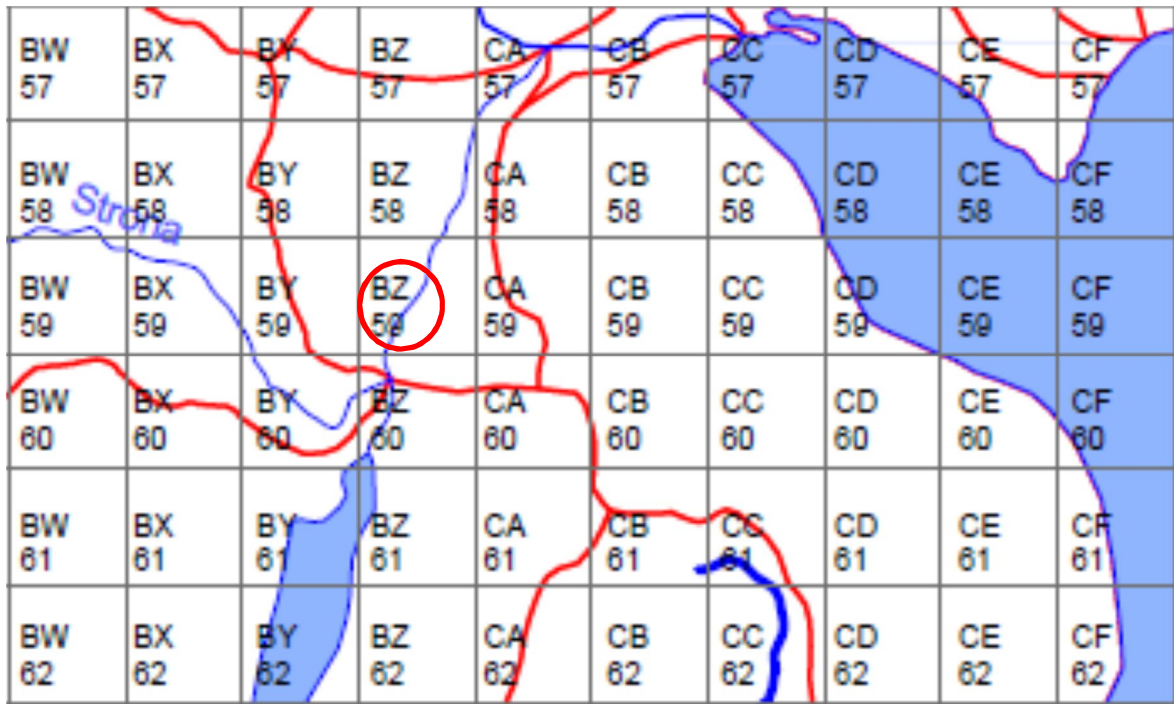 BW BX BY BZ CA CB CC CD CE CF
57 57 57 57 57 57 57 57 57 57
BW BX BY BZ CA CB CC CD CE CF
58 58 58 58 58 58 58 58 58 58
Strona
BW BX BY BZ CA CB CC CD CE CF
59 59 59 59 59 59 59 59 59 59
BW BX BY BZ CA CB CC CD CE CF
60 60 60 60 60 60 60 60 60 60
BW BX BY BZ CA CB CC CD CE CF
61 61 61 61 61 61 61 61 61 61
BW BX BY BZ CA CB CC CD CE CF
62 62 62 62 62 62 62 62 62 62